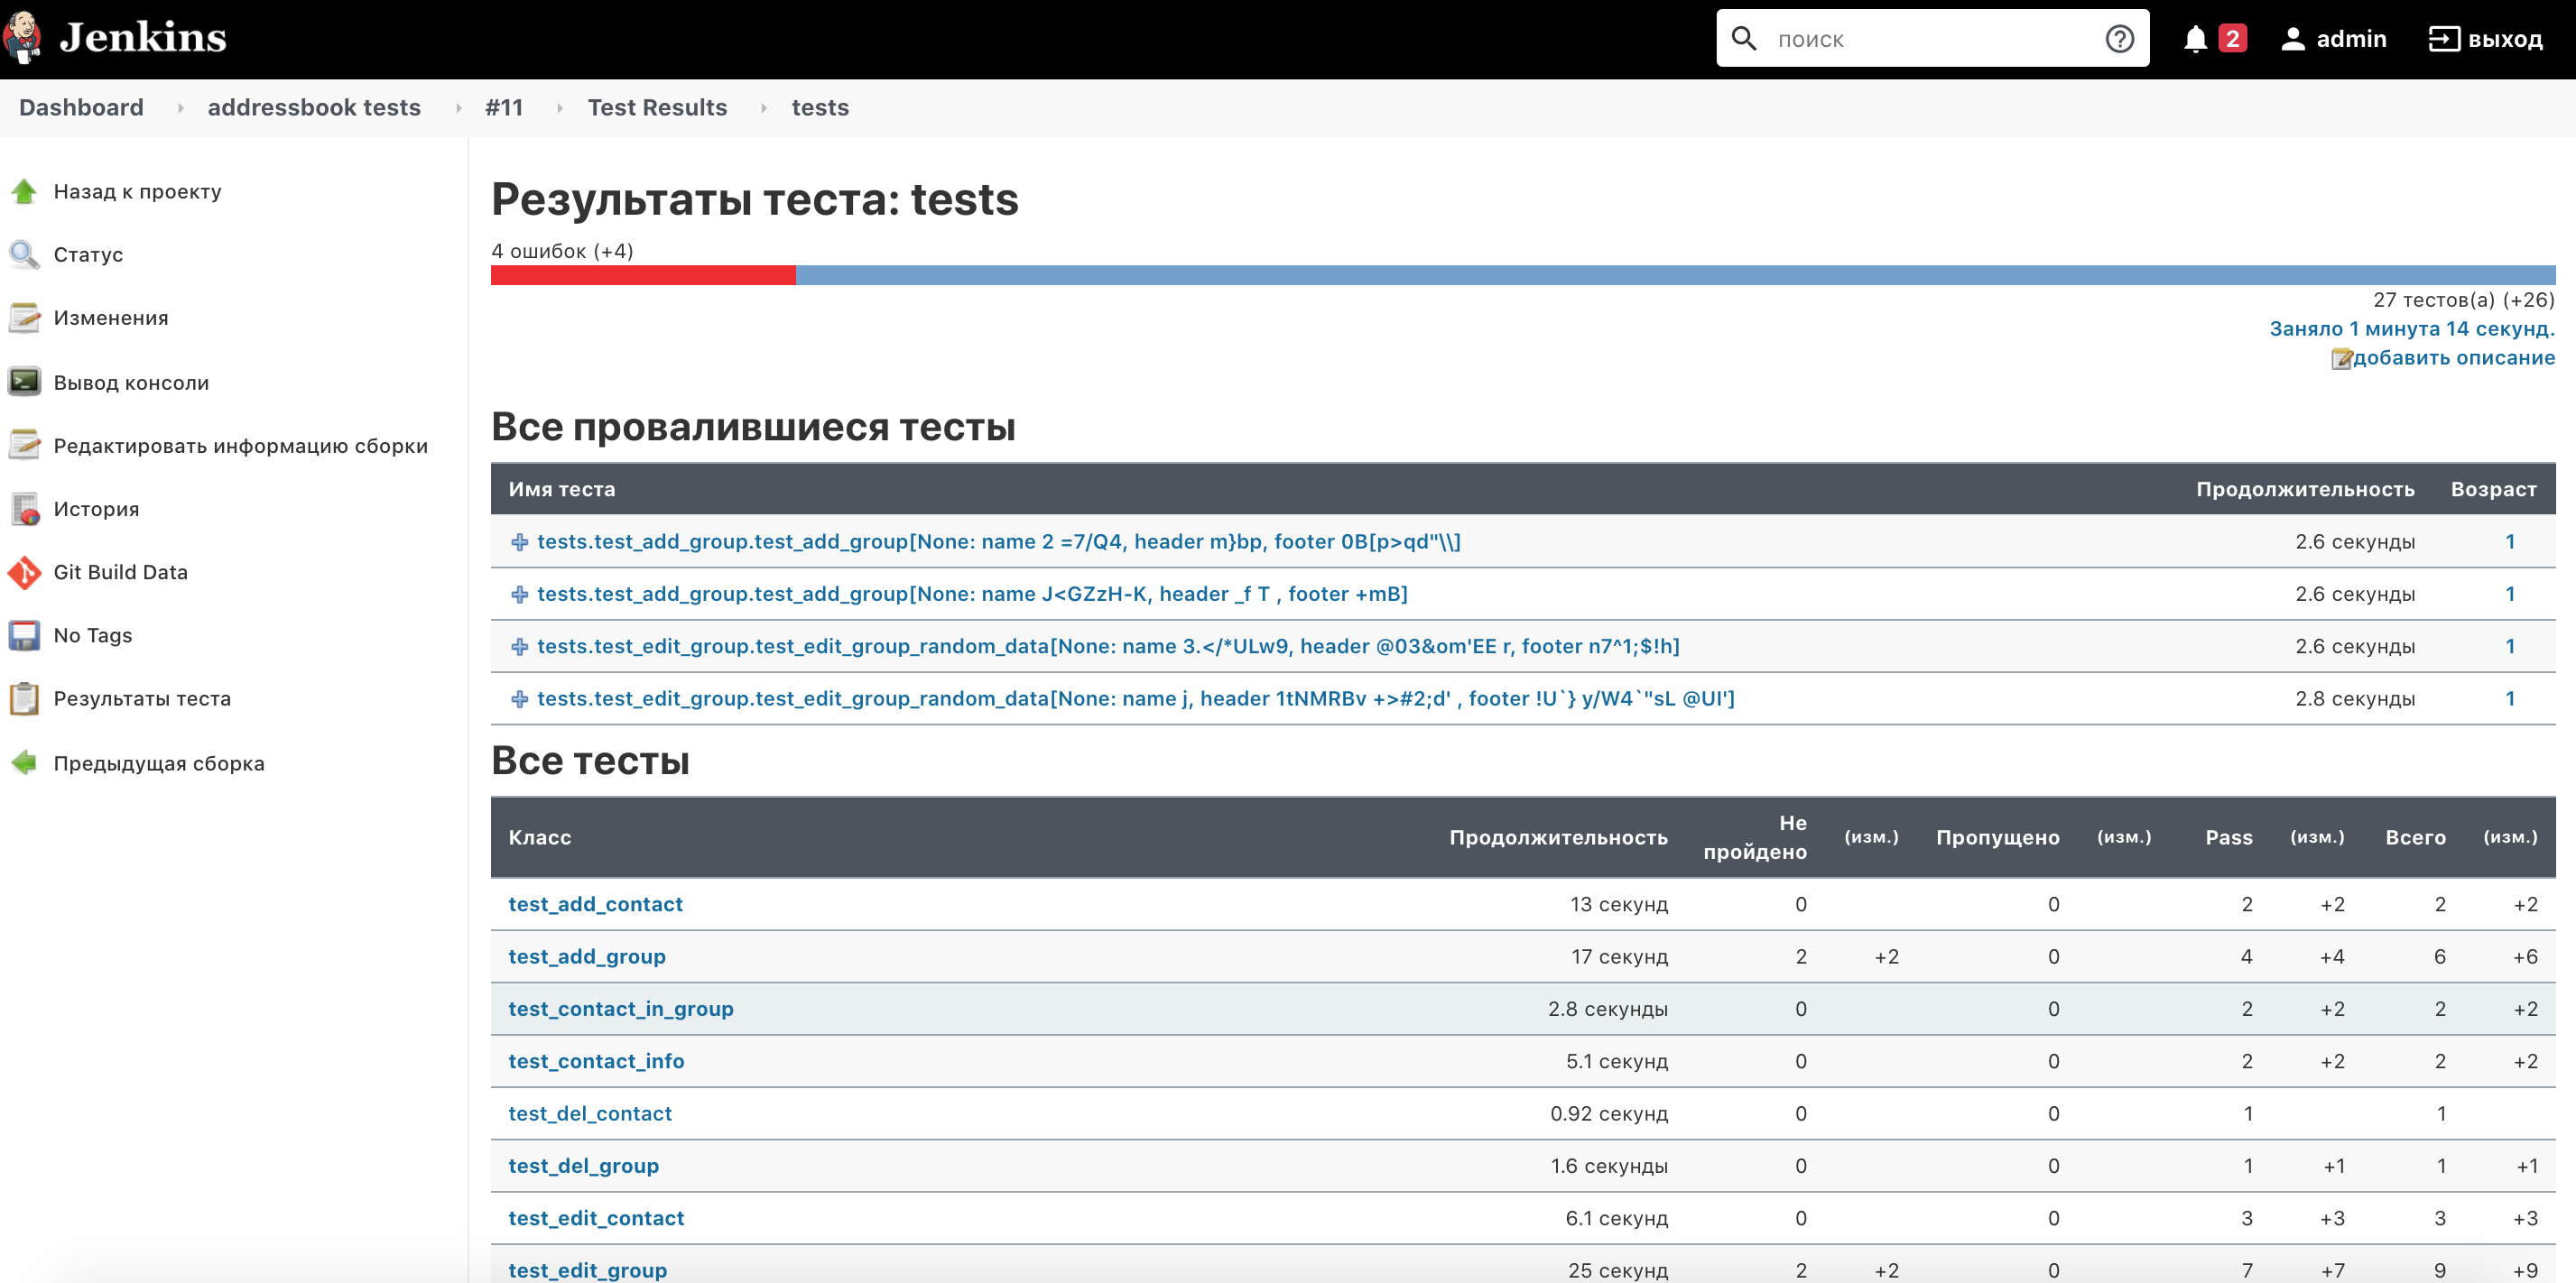 Jenkins
поиск
2
admin
выход
Dashboard
addressbook tests
#11
Test Results
tests
Назад к проекту
Статус
Изменения
Вывод консоли
Редактировать информацию сборки
История
Git Build Data
No Tags
Результаты теста
Предыдущая сборка
Результаты теста: tests
4 ошибок (+4)
27 тестов(а) (+26)
Заняло 1 минута 14 секунд.
добавить описание
Все провалившиеся тесты
Имя теста Продолжительность Возраст
tests.test_add_group.test_add_group[None: name 2 =7/Q4, header m}bp, footer 0B[p>qd"\\] 2.6 секунды 1
tests.test_add_group.test_add_group[None: name J<GZzH-K, header _f T , footer +mB] 2.6 секунды 1
tests.test_edit_group.test_edit_group_random_data[None: name 3.</*ULw9, header @03&om'EE r, footer n7^1;$!h] 2.6 секунды 1
tests.test_edit_group.test_edit_group_random_data[None: name j, header 1tNMRBv +>#2;d' , footer !U`} y/W4`"sL @UI'] 2.8 секунды 1
Все тесты
Класс Продолжительность Не пройдено (изм.) Пропущено (изм.) Pass (изм.) Всего (изм.)
test_add_contact 13 секунд 0 0 2 +2 2 +2
test_add_group 17 секунд 2 +2 0 4 +4 6 +6
test_contact_in_group 2.8 секунды 0 0 2 +2 2 +2
test_contact_info 5.1 секунд 0 0 2 +2 2 +2
test_del_contact 0.92 секунд 0 0 1 1
test_del_group 1.6 секунды 0 0 1 +1 1 +1
test_edit_contact 6.1 секунд 0 0 3 +3 3 +3
test_edit_group 25 секунд 2 +2 0 7 +7 9 +9